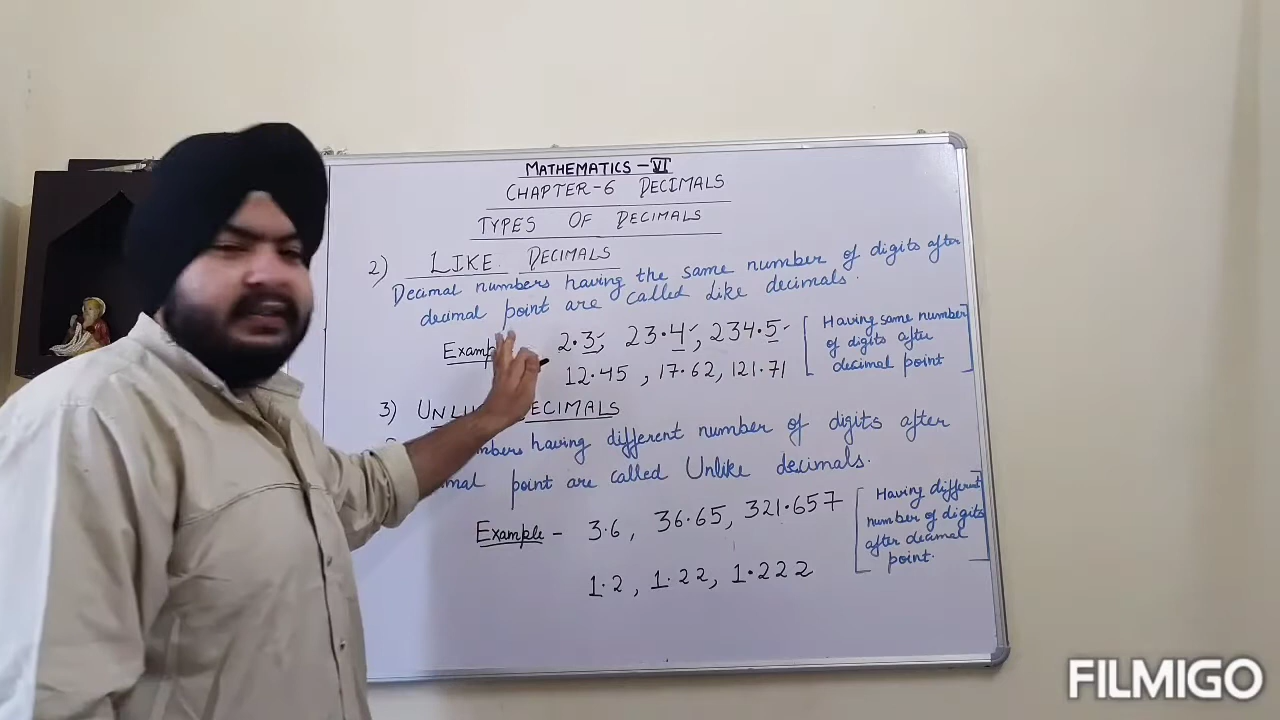 MATHEMATICS - VI
CHAPTER-6 DECIMALS
TYPES OF DECIMALS
2) LIKE DECIMALS
Decimal numbers having the same number of digits after
decimal point are called Like decimals.
2.3, 23.4, 234.5
12.45, 17.62, 121.71
Having same number
of digits after
decimal point
3) DECIMALS
having different number of digits after
point are called Unlike decimals.
Example - 3.6, 36.65, 321.657
1.2, 1.22, 1.222
Having different
number of digits
after decimal
point.
FILMIGO